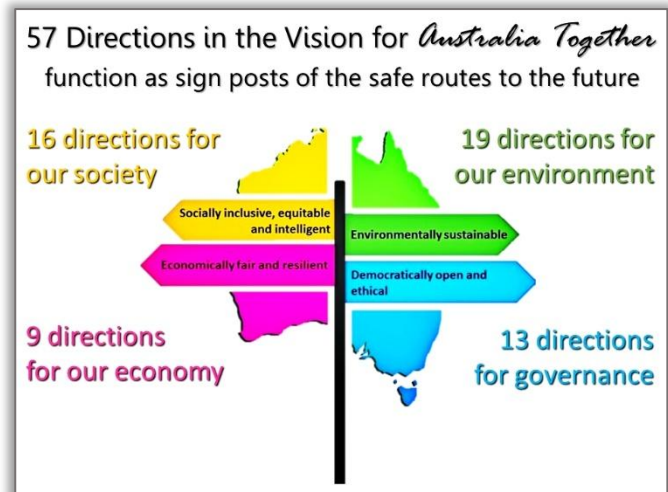 57 Directions in the Vision for Australia Together
function as sign posts of the safe routes to the future
16 directions for
our society
19 directions for
our environment
Socially inclusive, equitable
and intelligent
Environmentally sustainable
Economically fair and resilient
Democratically open and
ethical
9 directions
for our economy
13 directions
for governance